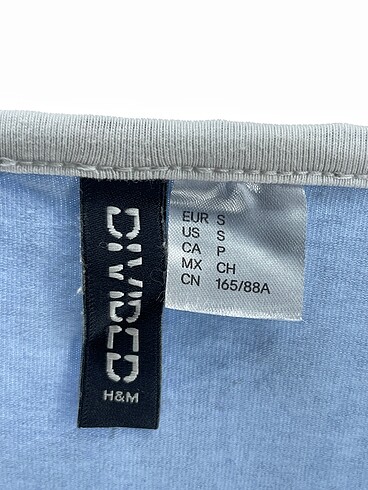 DIVIDED
H&M
EUR S
US S
CA P
MX CH
CN 165/88A